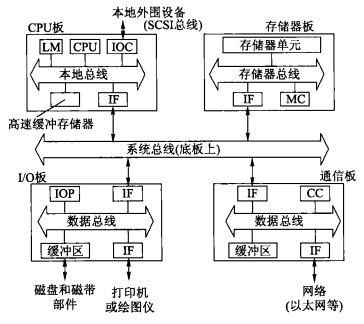 本地外围设备
(SCSI总线)
CPU板
LM
CPU
IOC
本地总线
IF
高速缓冲存储器
存储器板
存储器单元
存储器总线
IF
MC
系统总线(底板上)
I/O板
IOP
IF
数据总线
缓冲区
IF
磁盘和磁带
部件
打印机
或绘图仪
通信板
IF
CC
数据总线
缓冲区
IF
网络
(以太网等)